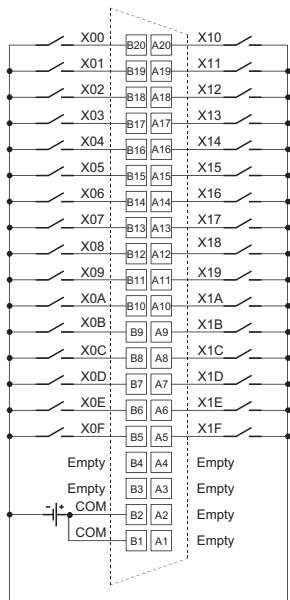 X00 B20 A20 X10
X01 B19 A19 X11
X02 B18 A18 X12
X03 B17 A17 X13
X04 B16 A16 X14
X05 B15 A15 X15
X06 B14 A14 X16
X07 B13 A13 X17
X08 B12 A12 X18
X09 B11 A11 X19
X0A B10 A10 X1A
X0B B9 A9 X1B
X0C B8 A8 X1C
X0D B7 A7 X1D
X0E B6 A6 X1E
X0F B5 A5 X1F
Empty B4 A4 Empty
Empty B3 A3 Empty
- + COM B2 A2 Empty
COM B1 A1 Empty